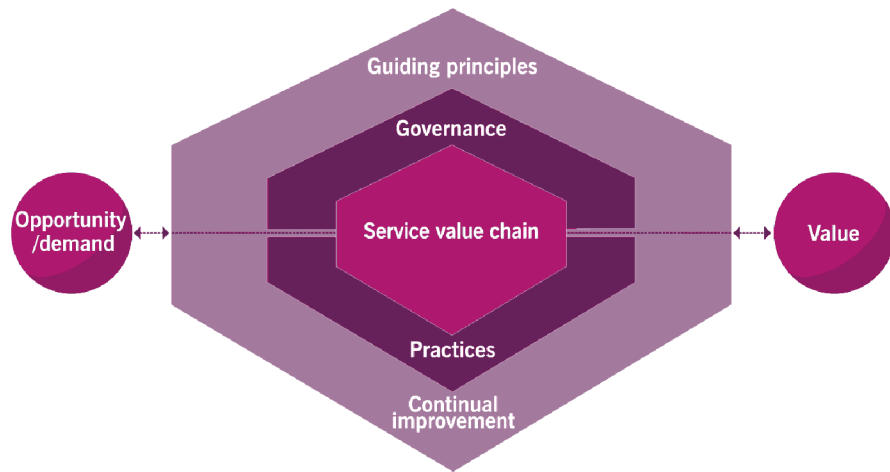 Guiding principles
Governance
Opportunity
/demand
Service value chain
Value
Practices
Continual
improvement